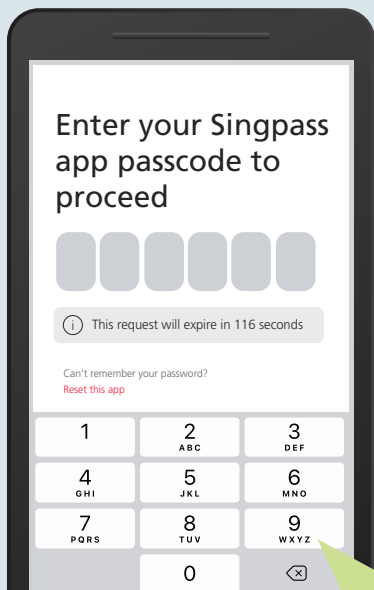 Enter your Singpass
app passcode to
proceed
i This request will expire in 116 seconds
Can't remember your password?
Reset this app
1 2 3
ABC DEF
4 5 6
GHI JKL MNO
7 8 9
PQRS TUV WXYZ
0